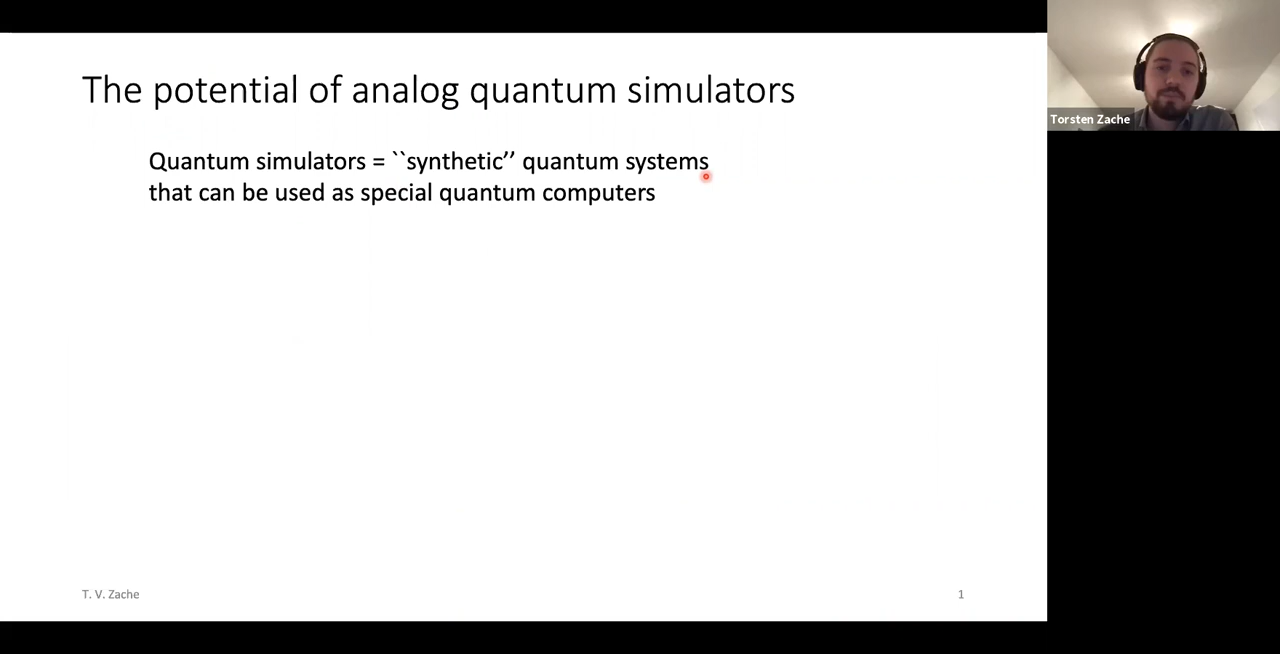 The potential of analog quantum simulators
Quantum simulators = ``synthetic’’ quantum systems
that can be used as special quantum computers
Torsten Zache
T. V. Zache
1